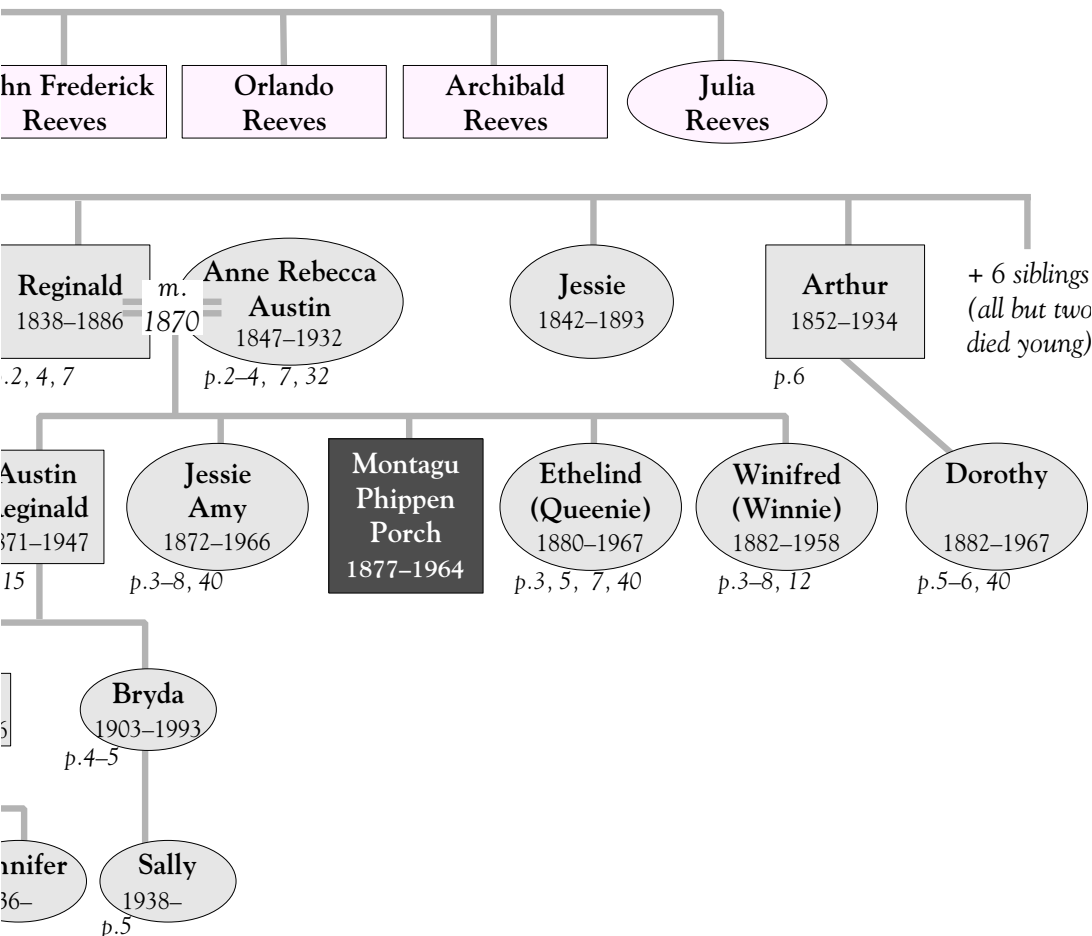 hn Frederick
Reeves
Orlando
Reeves
Archibald
Reeves
Julia
Reeves
Reginald
1838–1886
.2, 4, 7
m.
1870
Anne Rebecca
Austin
1847–1932
p.2–4, 7, 32
Jessie
1842–1893
Arthur
1852–1934
p.6
+ 6 siblings
(all but two
died young)
Austin
eginald
871–1947
15
Jessie
Amy
1872–1966
p.3–8, 40
Montagu
Phippen
Porch
1877–1964
Ethelind
(Queenie)
1880–1967
p.3, 5, 7, 40
Winifred
(Winnie)
1882–1958
p.3–8, 12
Dorothy
1882–1967
p.5–6, 40
6
Bryda
1903–1993
p.4–5
nnifer
36–
Sally
1938–
p.5